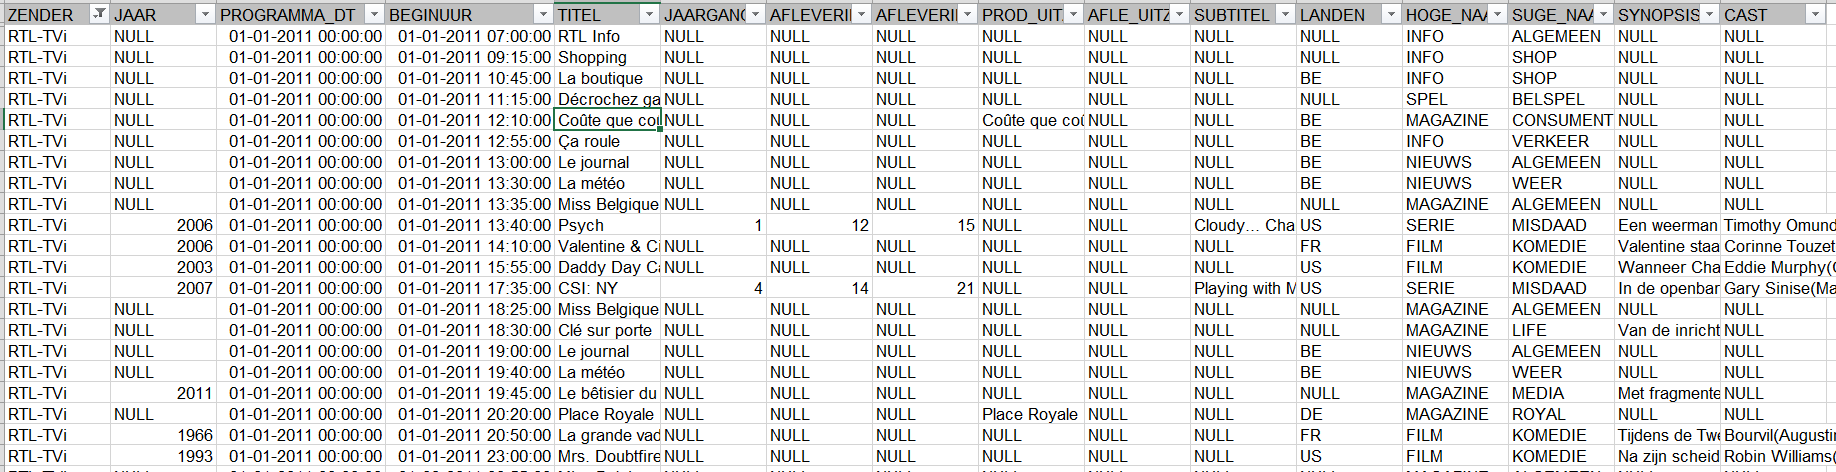 ZENDER JAAR PROGRAMMA_DT BEGINUUR TITEL JAARGANG AFLEVERI AFLEVERI PROD_UIT AFLE_UITZ SUBTITEL LANDEN HOGE_NAA SUGE_NAA SYNOPSIS CAST
RTL-TVi NULL 01-01-2011 00:00:00 01-01-2011 07:00:00 RTL Info NULL NULL NULL NULL NULL NULL NULL INFO ALGEMEEN NULL NULL
RTL-TVi NULL 01-01-2011 00:00:00 01-01-2011 09:15:00 Shopping NULL NULL NULL NULL NULL NULL NULL INFO SHOP NULL NULL
RTL-TVi NULL 01-01-2011 00:00:00 01-01-2011 10:45:00 La boutique NULL NULL NULL NULL NULL NULL BE INFO SHOP NULL NULL
RTL-TVi NULL 01-01-2011 00:00:00 01-01-2011 11:15:00 Décrochez ga NULL NULL NULL NULL NULL NULL NULL SPEL BELSPEL NULL NULL
RTL-TVi NULL 01-01-2011 00:00:00 01-01-2011 12:10:00 Coûte que coû NULL NULL NULL Coûte que coû NULL NULL BE MAGAZINE CONSUMENT NULL NULL
RTL-TVi NULL 01-01-2011 00:00:00 01-01-2011 12:55:00 Ça roule NULL NULL NULL NULL NULL NULL BE INFO VERKEER NULL NULL
RTL-TVi NULL 01-01-2011 00:00:00 01-01-2011 13:00:00 Le journal NULL NULL NULL NULL NULL NULL BE NIEUWS ALGEMEEN NULL NULL
RTL-TVi NULL 01-01-2011 00:00:00 01-01-2011 13:30:00 La météo NULL NULL NULL NULL NULL NULL BE NIEUWS WEER NULL NULL
RTL-TVi NULL 01-01-2011 00:00:00 01-01-2011 13:35:00 Miss Belgique NULL NULL NULL NULL NULL NULL NULL MAGAZINE ALGEMEEN NULL NULL
RTL-TVi 2006 01-01-2011 00:00:00 01-01-2011 13:40:00 Psych 1 12 15 NULL NULL Cloudy… Cha US SERIE MISDAAD Een weerman Timothy Omund
RTL-TVi 2006 01-01-2011 00:00:00 01-01-2011 14:10:00 Valentine & Ci NULL NULL NULL NULL NULL NULL FR FILM KOMEDIE Valentine staa Corinne Touzet
RTL-TVi 2003 01-01-2011 00:00:00 01-01-2011 15:55:00 Daddy Day Ca NULL NULL NULL NULL NULL NULL US FILM KOMEDIE Wanneer Cha Eddie Murphy(
RTL-TVi 2007 01-01-2011 00:00:00 01-01-2011 17:35:00 CSI: NY 4 14 21 NULL NULL Playing with M US SERIE MISDAAD In de openbar Gary Sinise(Ma
RTL-TVi NULL 01-01-2011 00:00:00 01-01-2011 18:25:00 Miss Belgique NULL NULL NULL NULL NULL NULL NULL MAGAZINE ALGEMEEN NULL NULL
RTL-TVi NULL 01-01-2011 00:00:00 01-01-2011 18:30:00 Clé sur porte NULL NULL NULL NULL NULL NULL NULL MAGAZINE LIFE Van de inricht NULL
RTL-TVi NULL 01-01-2011 00:00:00 01-01-2011 19:00:00 Le journal NULL NULL NULL NULL NULL NULL BE NIEUWS ALGEMEEN NULL NULL
RTL-TVi NULL 01-01-2011 00:00:00 01-01-2011 19:40:00 La météo NULL NULL NULL NULL NULL NULL BE NIEUWS WEER NULL NULL
RTL-TVi 2011 01-01-2011 00:00:00 01-01-2011 19:45:00 Le bêtisier du NULL NULL NULL NULL NULL NULL NULL MAGAZINE MEDIA Met fragmente NULL
RTL-TVi NULL 01-01-2011 00:00:00 01-01-2011 20:20:00 Place Royale NULL NULL NULL Place Royale NULL NULL DE MAGAZINE ROYAL NULL NULL
RTL-TVi 1966 01-01-2011 00:00:00 01-01-2011 20:50:00 La grande vad NULL NULL NULL NULL NULL NULL FR FILM KOMEDIE Tijdens de Twe Bourvil(Augustin
RTL-TVi 1993 01-01-2011 00:00:00 01-01-2011 23:00:00 Mrs. Doubtfire NULL NULL NULL NULL NULL NULL US FILM KOMEDIE Na zijn scheid Robin Williams(